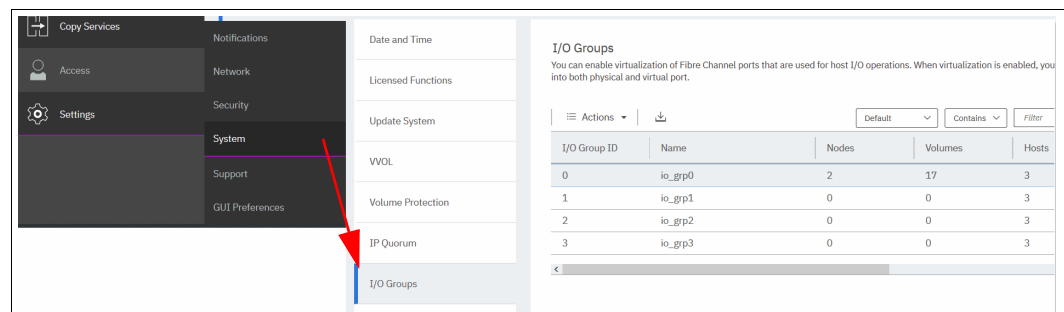 Copy Services
Access
Settings
Notifications
Network
Security
System
Support
GUI Preferences
Date and Time
Licensed Functions
Update System
VVOL
Volume Protection
IP Quorum
I/O Groups
I/O Groups
You can enable virtualization of Fibre Channel ports that are used for host I/O operations. When virtualization is enabled, you
into both physical and virtual port.
Actions
Default Contains Filter
I/O Group ID Name Nodes Volumes Hosts
0 io_grp0 2 17 3
1 io_grp1 0 0 3
2 io_grp2 0 0 3
3 io_grp3 0 0 3